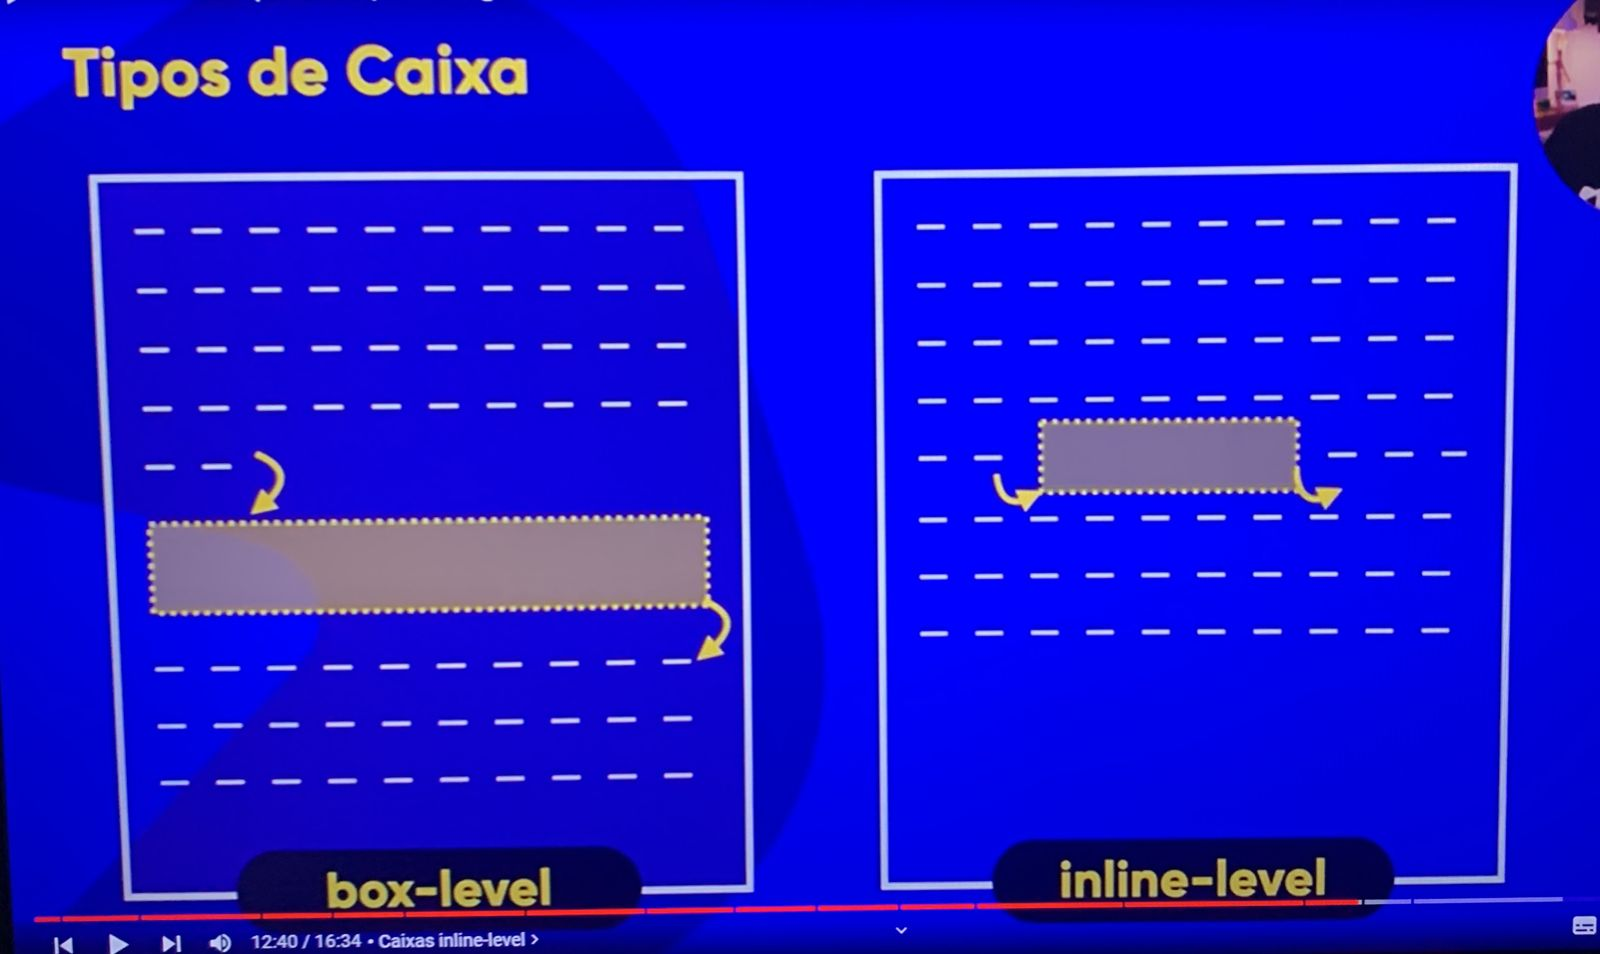 Tipos de Caixa
box-level
inline-level
12:40 / 16:34 • Caixas inline-level >